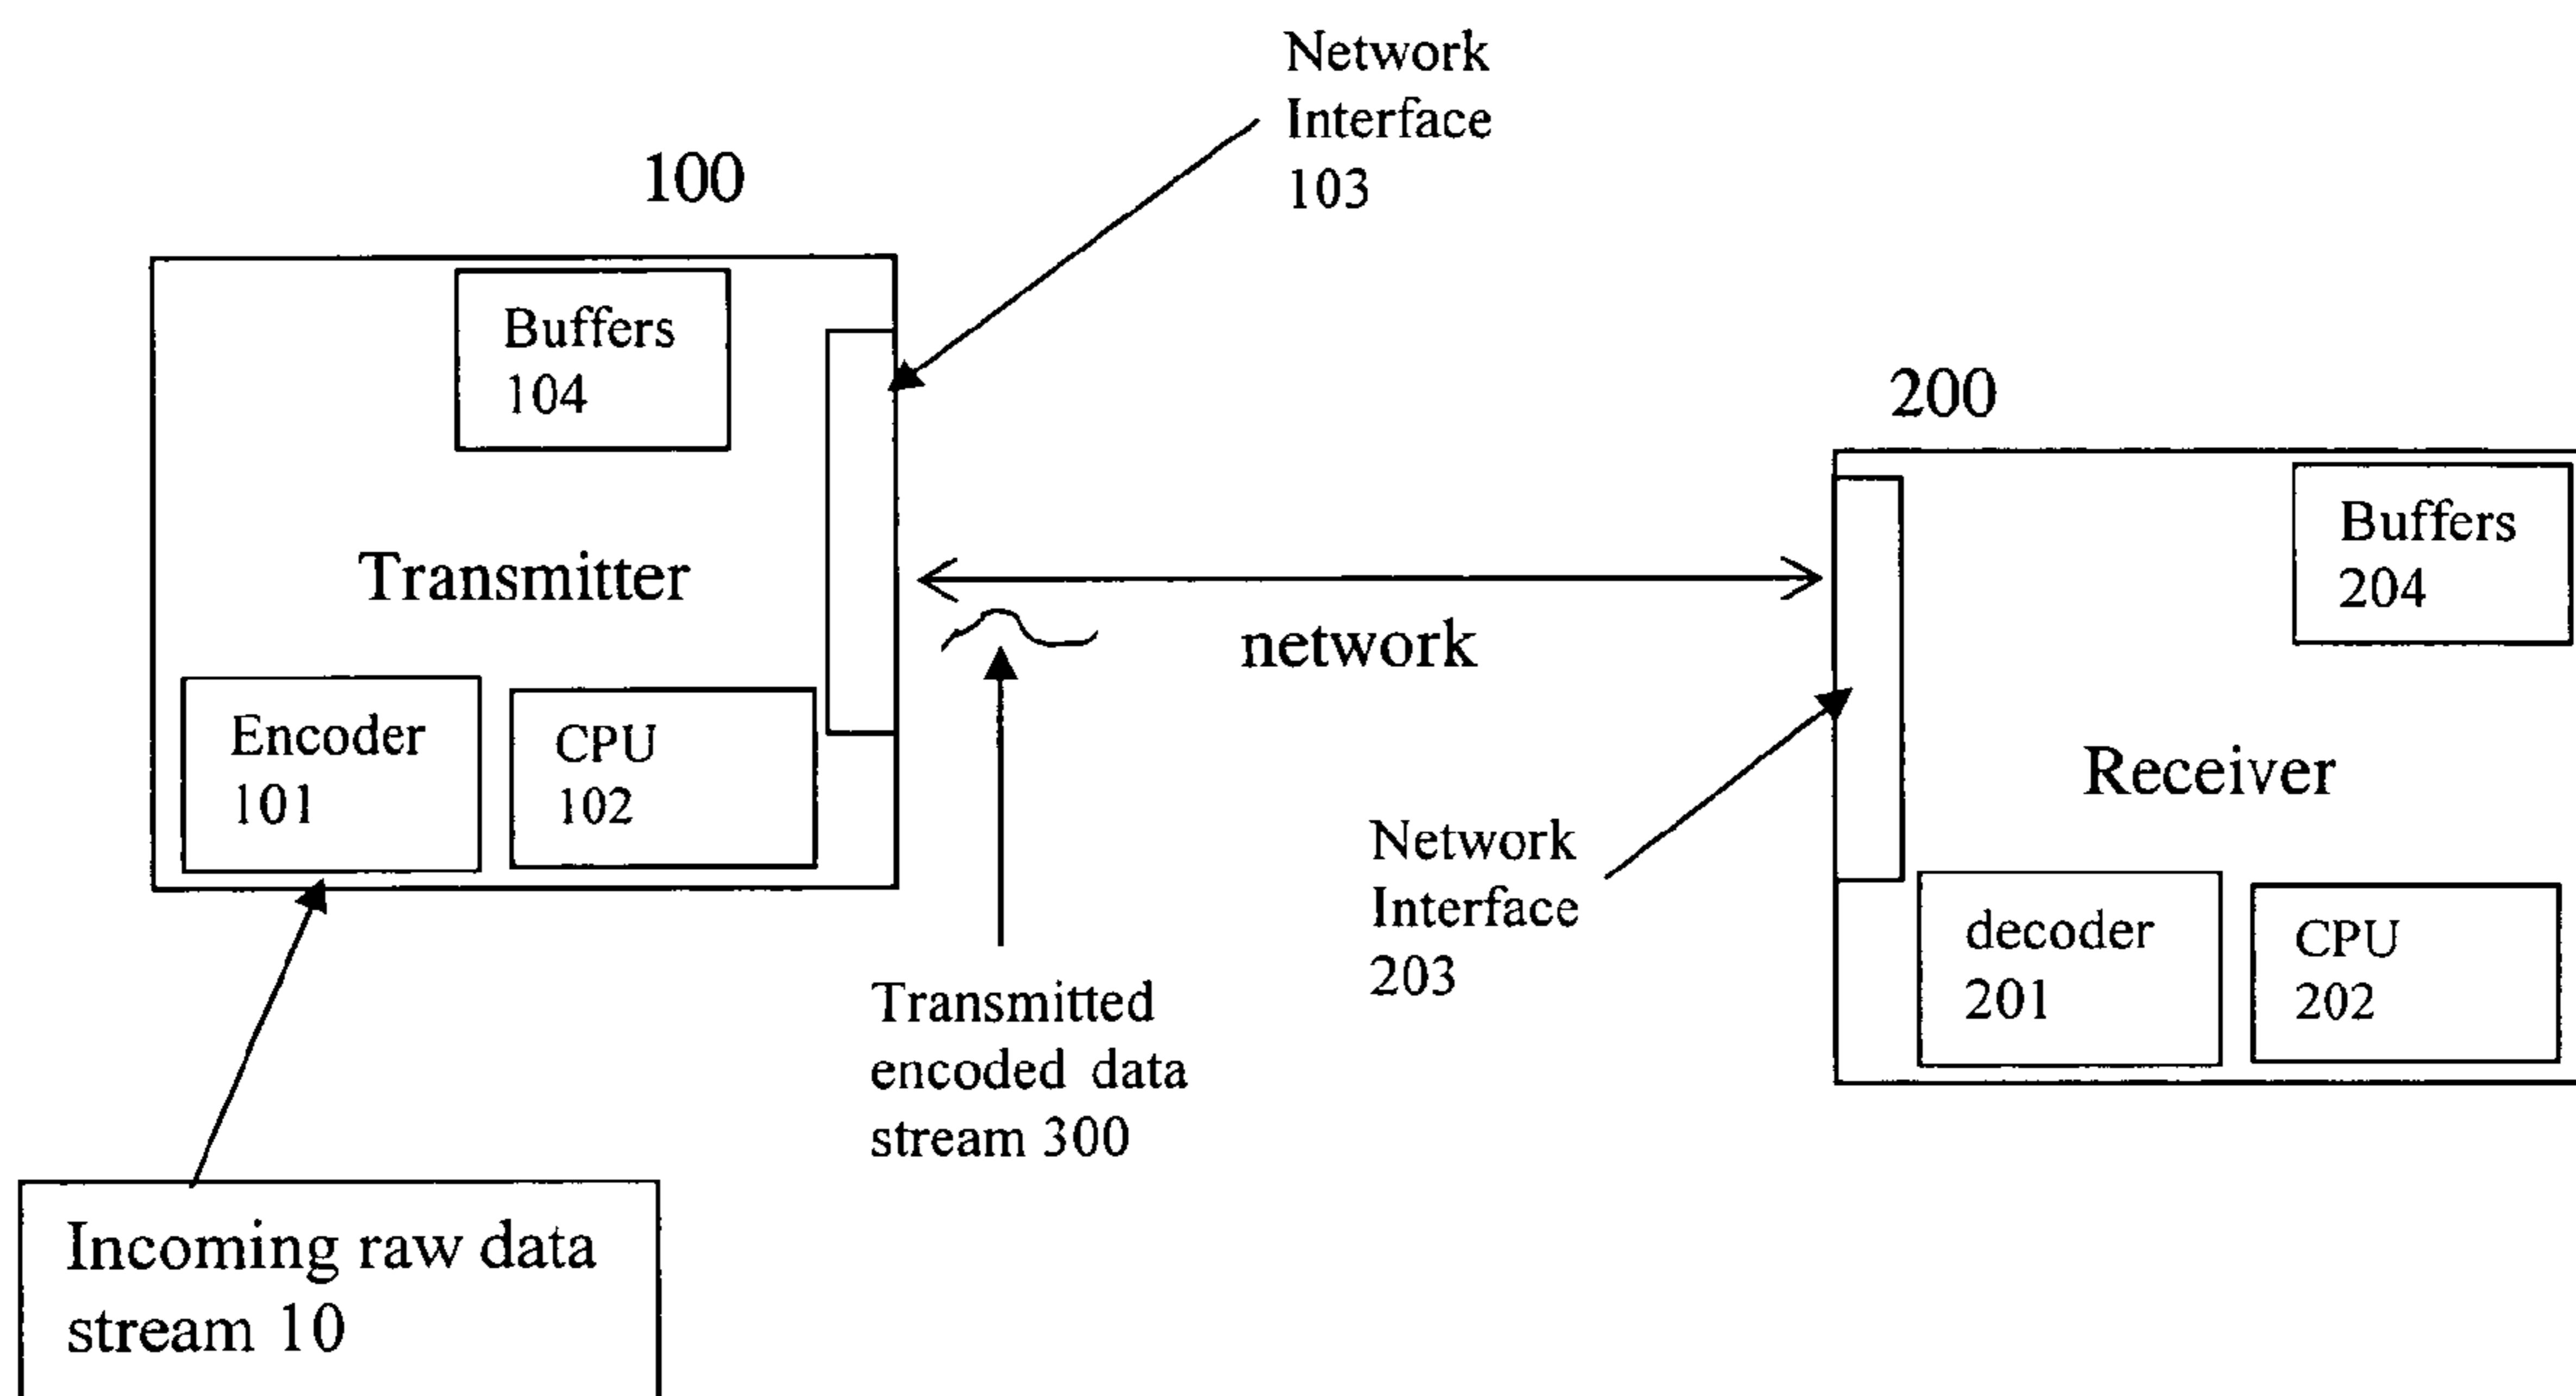 Network
Interface
103
100
Buffers
104
Transmitter
Encoder
101
CPU
102
network
Transmitted
encoded data
stream 300
Incoming raw data
stream 10
200
Buffers
204
Receiver
Network
Interface
203
decoder
201
CPU
202